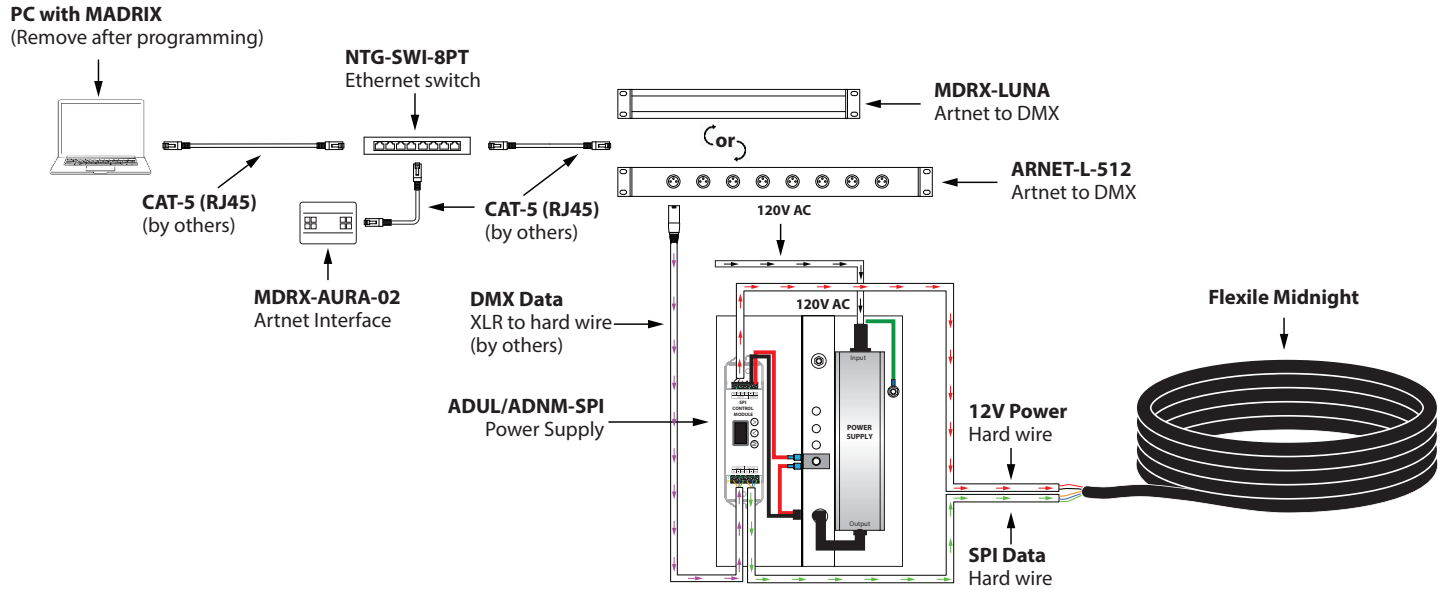 PC with MADRIX
(Remove after programming)
NTG-SWI-8PT
Ethernet switch
MDRX-LUNA
Artnet to DMX
or
ARNET-L-512
Artnet to DMX
CAT-5 (RJ45)
(by others)
CAT-5 (RJ45)
(by others)
120V AC
MDRX-AURA-02
Artnet Interface
DMX Data
XLR to hard wire
(by others)
120V AC
Flexile Midnight
Input
SPI
CONTROL
MODULE
ADUL/ADNM-SPI
Power Supply
POWER
SUPPLY
12V Power
Hard wire
Output
SPI Data
Hard wire